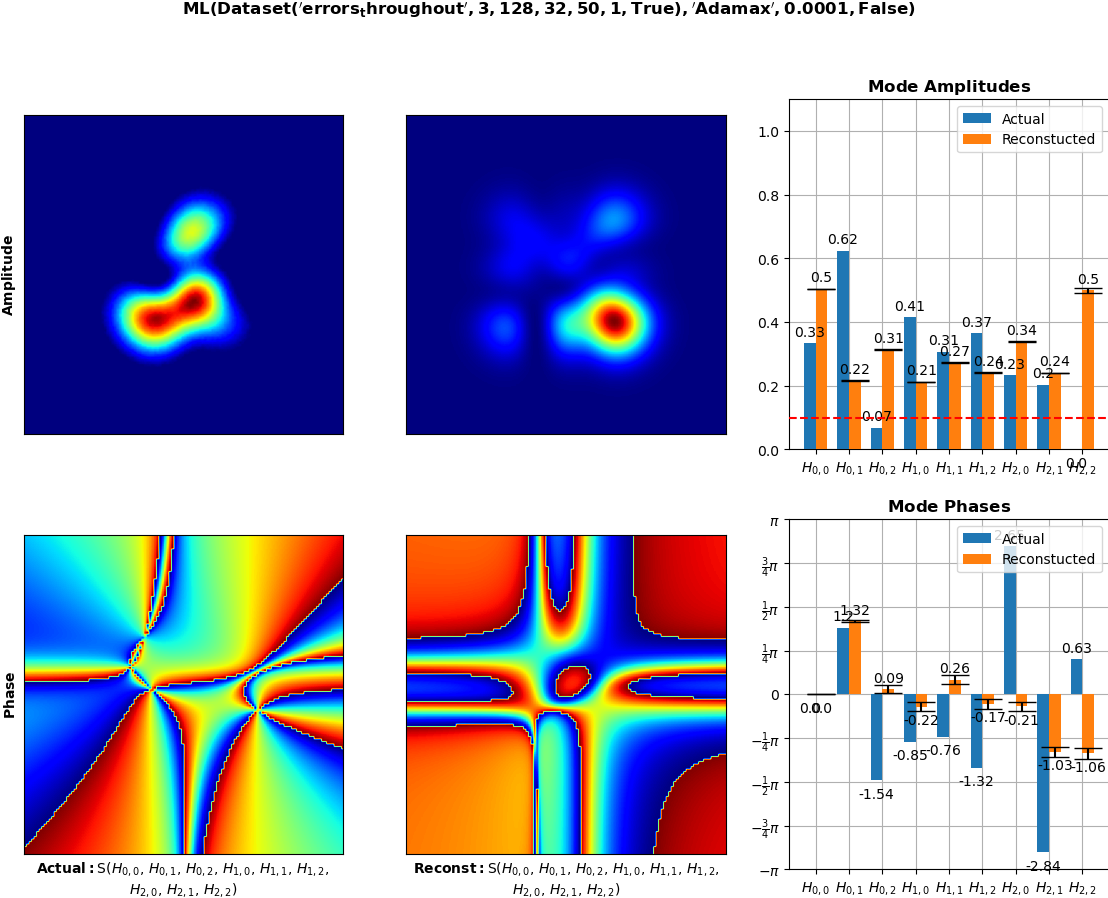 ML(Dataset('errors_throughout', 3, 128, 32, 50, 1, True), 'Adamax', 0.0001, False)
Amplitude
Mode Amplitudes
Actual
Reconstucted
1.0
0.8
0.6
0.4
0.2
0.0
0.33
0.5
0.62
0.22
0.07
0.31
0.41
0.21
0.31
0.27
0.37
0.24
0.23
0.34
0.2
0.24
0.0
0.5
H0,0 H0,1 H0,2 H1,0 H1,1 H1,2 H2,0 H2,1 H2,2
Phase
Actual: S(H0,0, H0,1, H0,2, H1,0, H1,1, H1,2,
H2,0, H2,1, H2,2)
Reconst: S(H0,0, H0,1, H0,2, H1,0, H1,1, H1,2,
H2,0, H2,1, H2,2)
Mode Phases
Actual
Reconstucted
π
3/4π
1/2π
1/4π
0
−1/4π
−1/2π
−3/4π
−π
0.0
1.32
-1.54
0.09
-0.85
-0.22
-0.76
0.26
-1.32
-0.17
-0.21
-2.84
-1.03
0.63
-1.06
H0,0 H0,1 H0,2 H1,0 H1,1 H1,2 H2,0 H2,1 H2,2